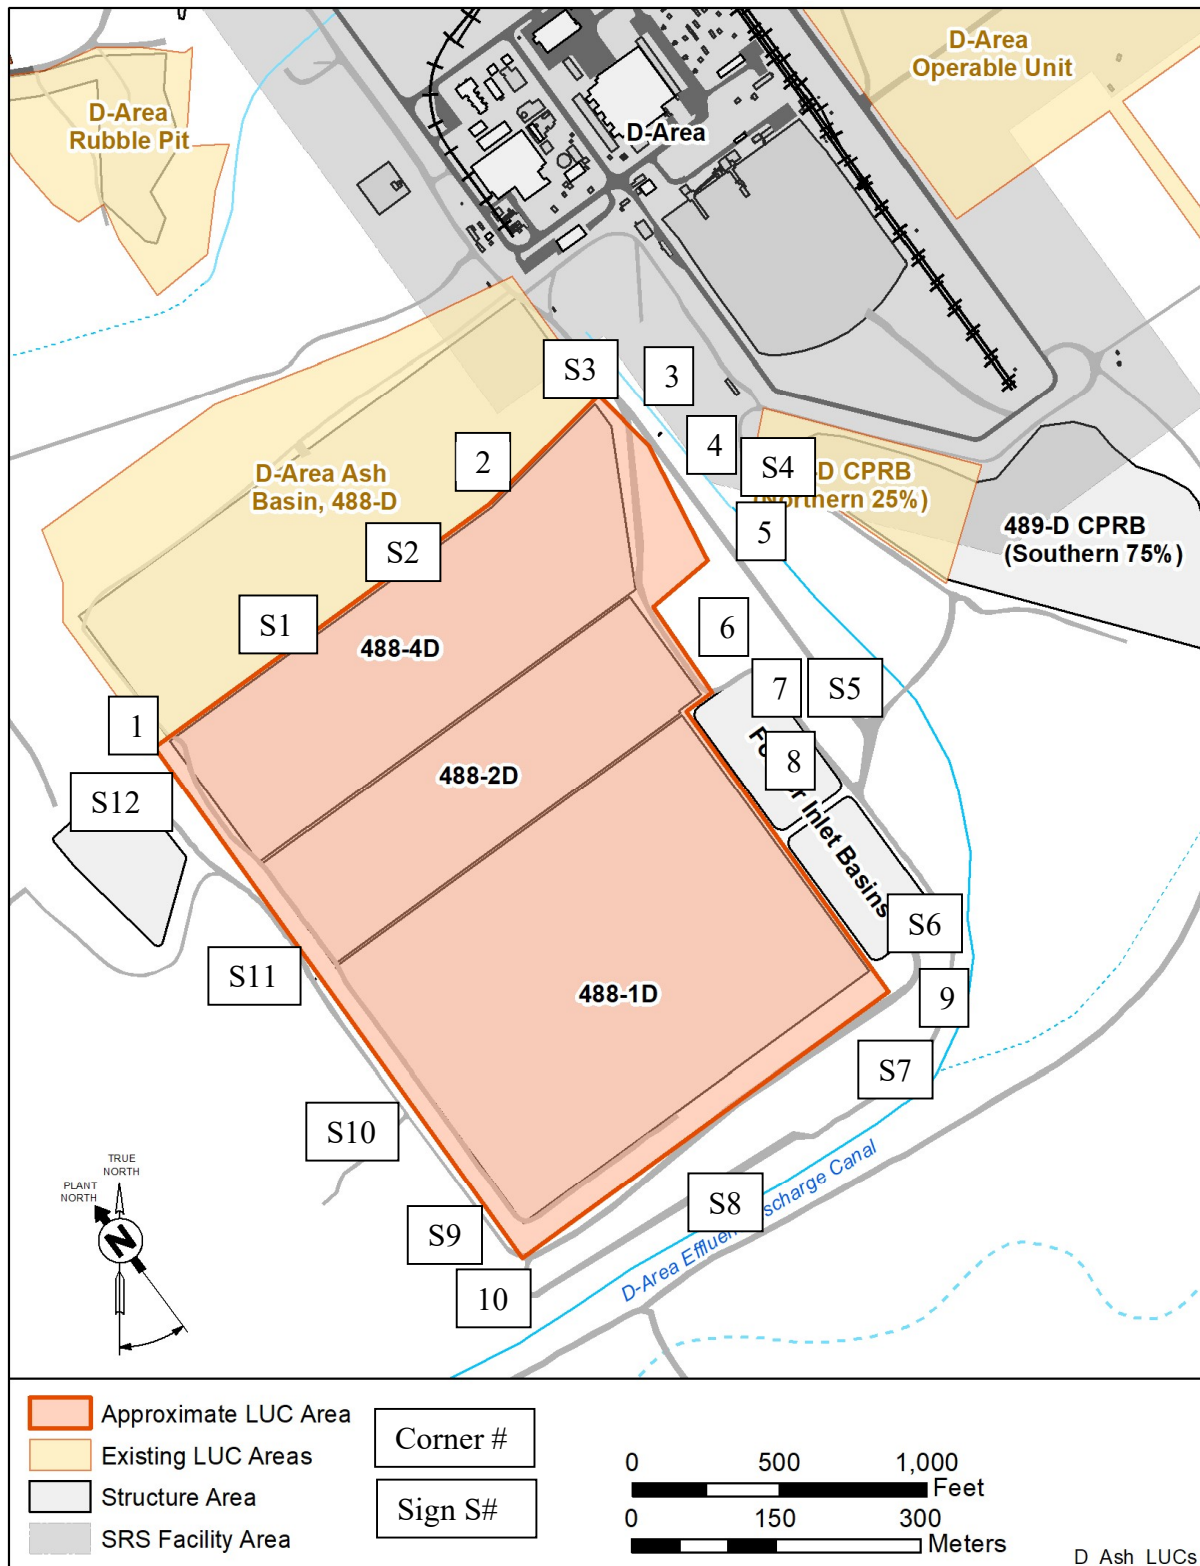 D-Area
Operable Unit
D-Area
Rubble Pit
D-Area
S3
3
2
4
S4
D-Area Ash
Basin, 488-D
D CPRB
(Northern 25%)
S2
5
489-D CPRB
(Southern 75%)
S1
6
488-4D
7
S5
1
8
488-2D
S12
Inlet Basins
S6
S11
488-1D
9
S7
S10
TRUE
NORTH
PLANT
NORTH
N
S8
D-Area Effluen
scharge Canal
S9
10
Approximate LUC Area
Existing LUC Areas
Structure Area
SRS Facility Area
Corner #
Sign S#
0 500 1,000
Feet
0 150 300
Meters
D_Ash_LUCs